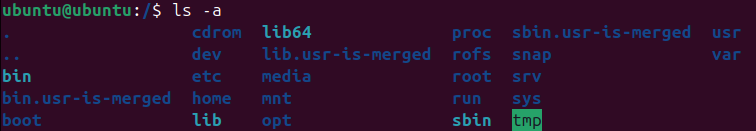 ubuntu@ubuntu:/$ ls -a
. cdrom lib64 proc sbin.usr-is-merged usr
.. dev lib.usr-is-merged rofs snap var
bin etc media root srv
bin.usr-is-merged home mnt run sys
boot lib opt sbin tmp